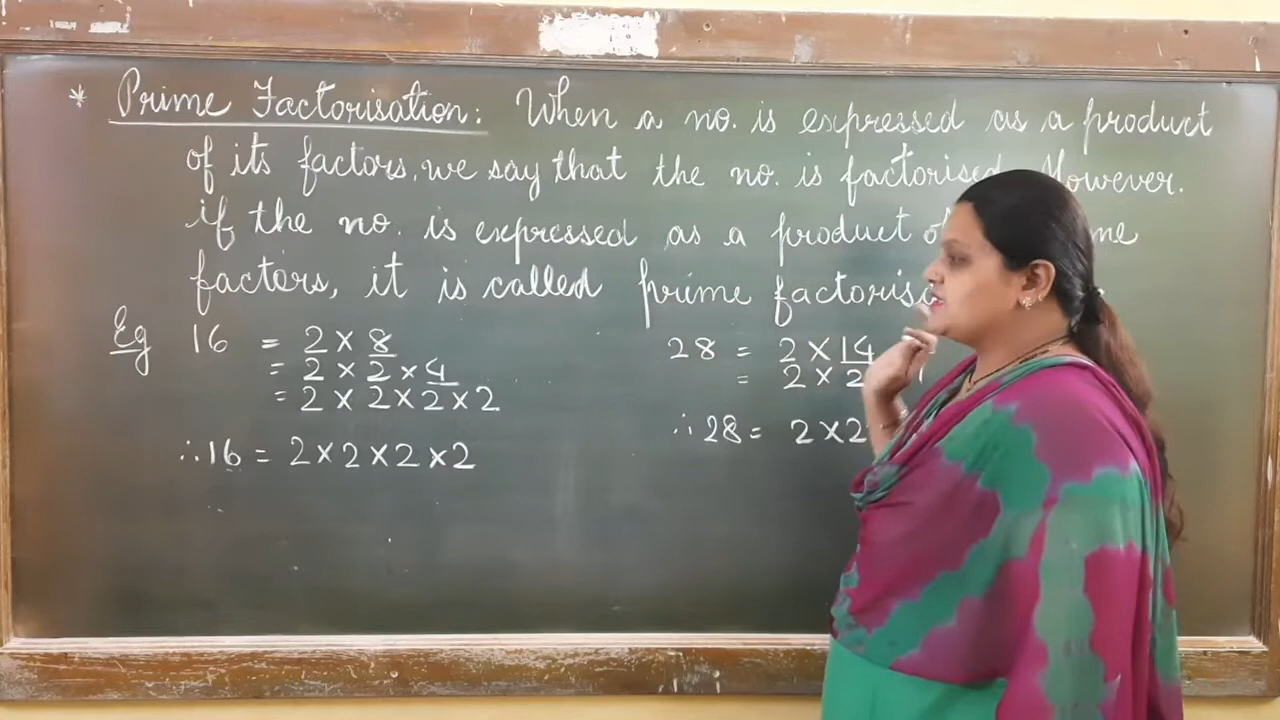 * Prime Factorisation: When a no. is expressed as a product
of its factors, we say that the no. is factorised. However.
if the no. is expressed as a product
factors, it is called prime
Eg 16 = 2 × 8
= 2 × 2 × 4
= 2 × 2 × 2 × 2
∴ 16 = 2 × 2 × 2 × 2
28 = 2 × 14
= 2 × 2
∴ 28 = 2 × 2